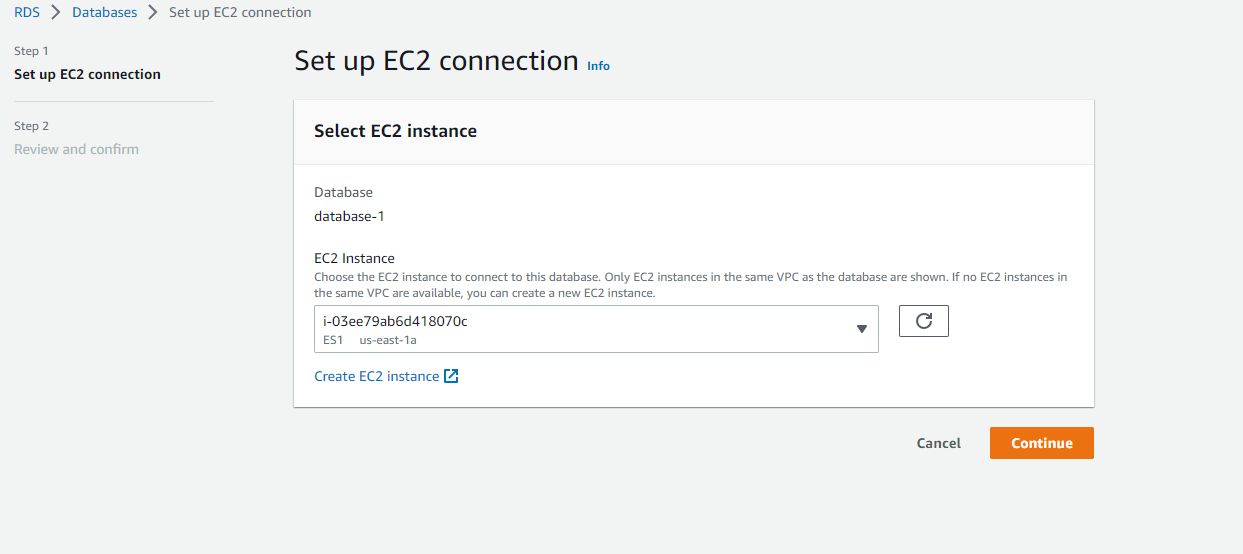 RDS > Databases > Set up EC2 connection
Step 1
Set up EC2 connection
Step 2
Review and confirm
Set up EC2 connection Info
Select EC2 instance
Database
database-1
EC2 Instance
Choose the EC2 instance to connect to this database. Only EC2 instances in the same VPC as the database are shown. If no EC2 instances in
the same VPC are available, you can create a new EC2 instance.
i-03ee79ab6d418070c
ES1 us-east-1a
Create EC2 instance
Cancel Continue